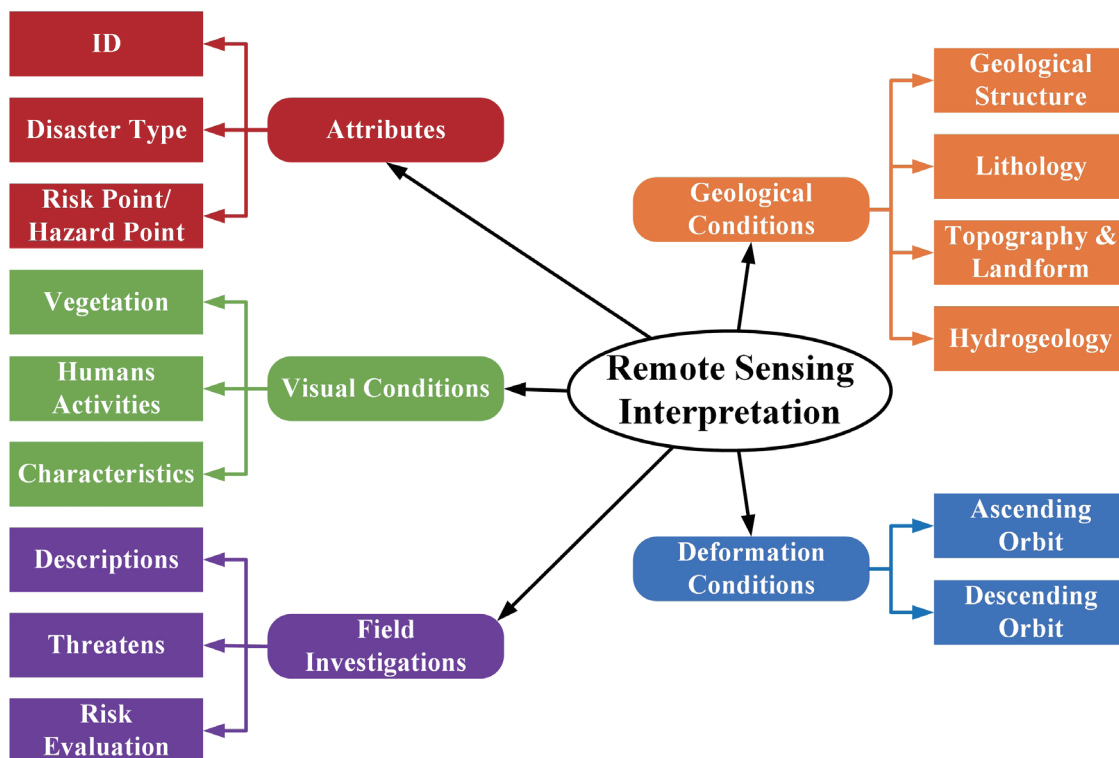 ID
Disaster Type
Risk Point/
Hazard Point
Attributes
Vegetation
Humans
Activities
Characteristics
Visual Conditions
Descriptions
Threatens
Risk
Evaluation
Field
Investigations
Remote Sensing
Interpretation
Geological
Conditions
Geological
Structure
Lithology
Topography &
Landform
Hydrogeology
Deformation
Conditions
Ascending
Orbit
Descending
Orbit